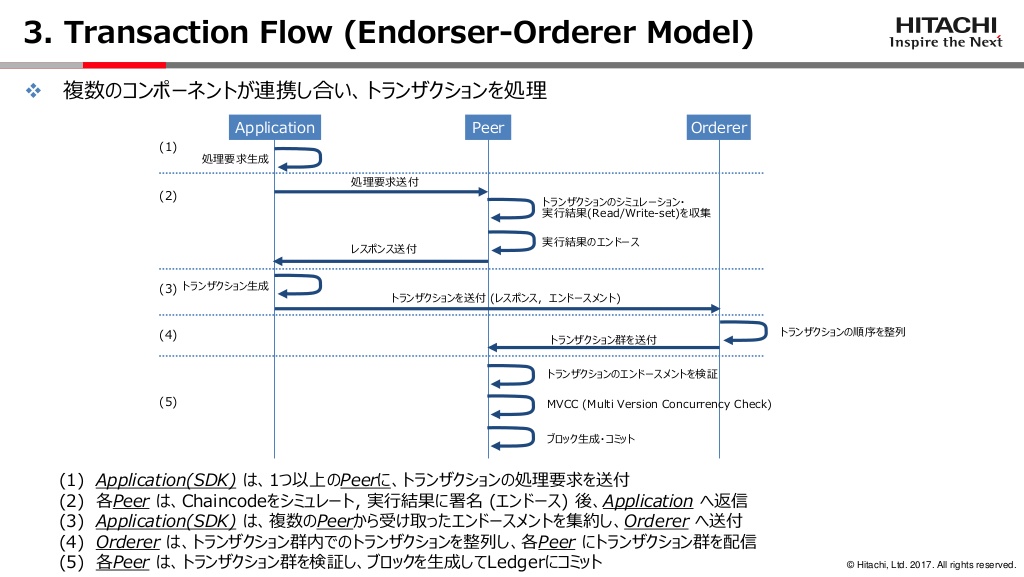 3. Transaction Flow (Endorser-Orderer Model)
HITACHI
Inspire the Next
❖ 複数のコンポーネントが連携し合い、トランザクションを処理
Application
Peer
Orderer
(1)
処理要求生成
処理要求送付
(2)
トランザクションのシミュレーション・
実行結果(Read/Write-set)を収集
実行結果のエンドース
レスポンス送付
(3)
トランザクション生成
トランザクションを送付 (レスポンス, エンドースメント)
(4)
トランザクションの順序を整列
トランザクション群を送付
トランザクションのエンドースメントを検証
(5)
MVCC (Multi Version Concurrency Check)
ブロック生成・コミット
(1) Application(SDK) は、1つ以上のPeerに、トランザクションの処理要求を送付
(2) 各Peer は、Chaincodeをシミュレート, 実行結果に署名 (エンドース) 後、Application へ返信
(3) Application(SDK) は、複数のPeerから受け取ったエンドースメントを集約し、Orderer へ送付
(4) Orderer は、トランザクション群内でのトランザクションを整列し、各Peer にトランザクション群を配信
(5) 各Peer は、トランザクション群を検証し、ブロックを生成してLedgerにコミット
© Hitachi, Ltd. 2017. All rights reserved.